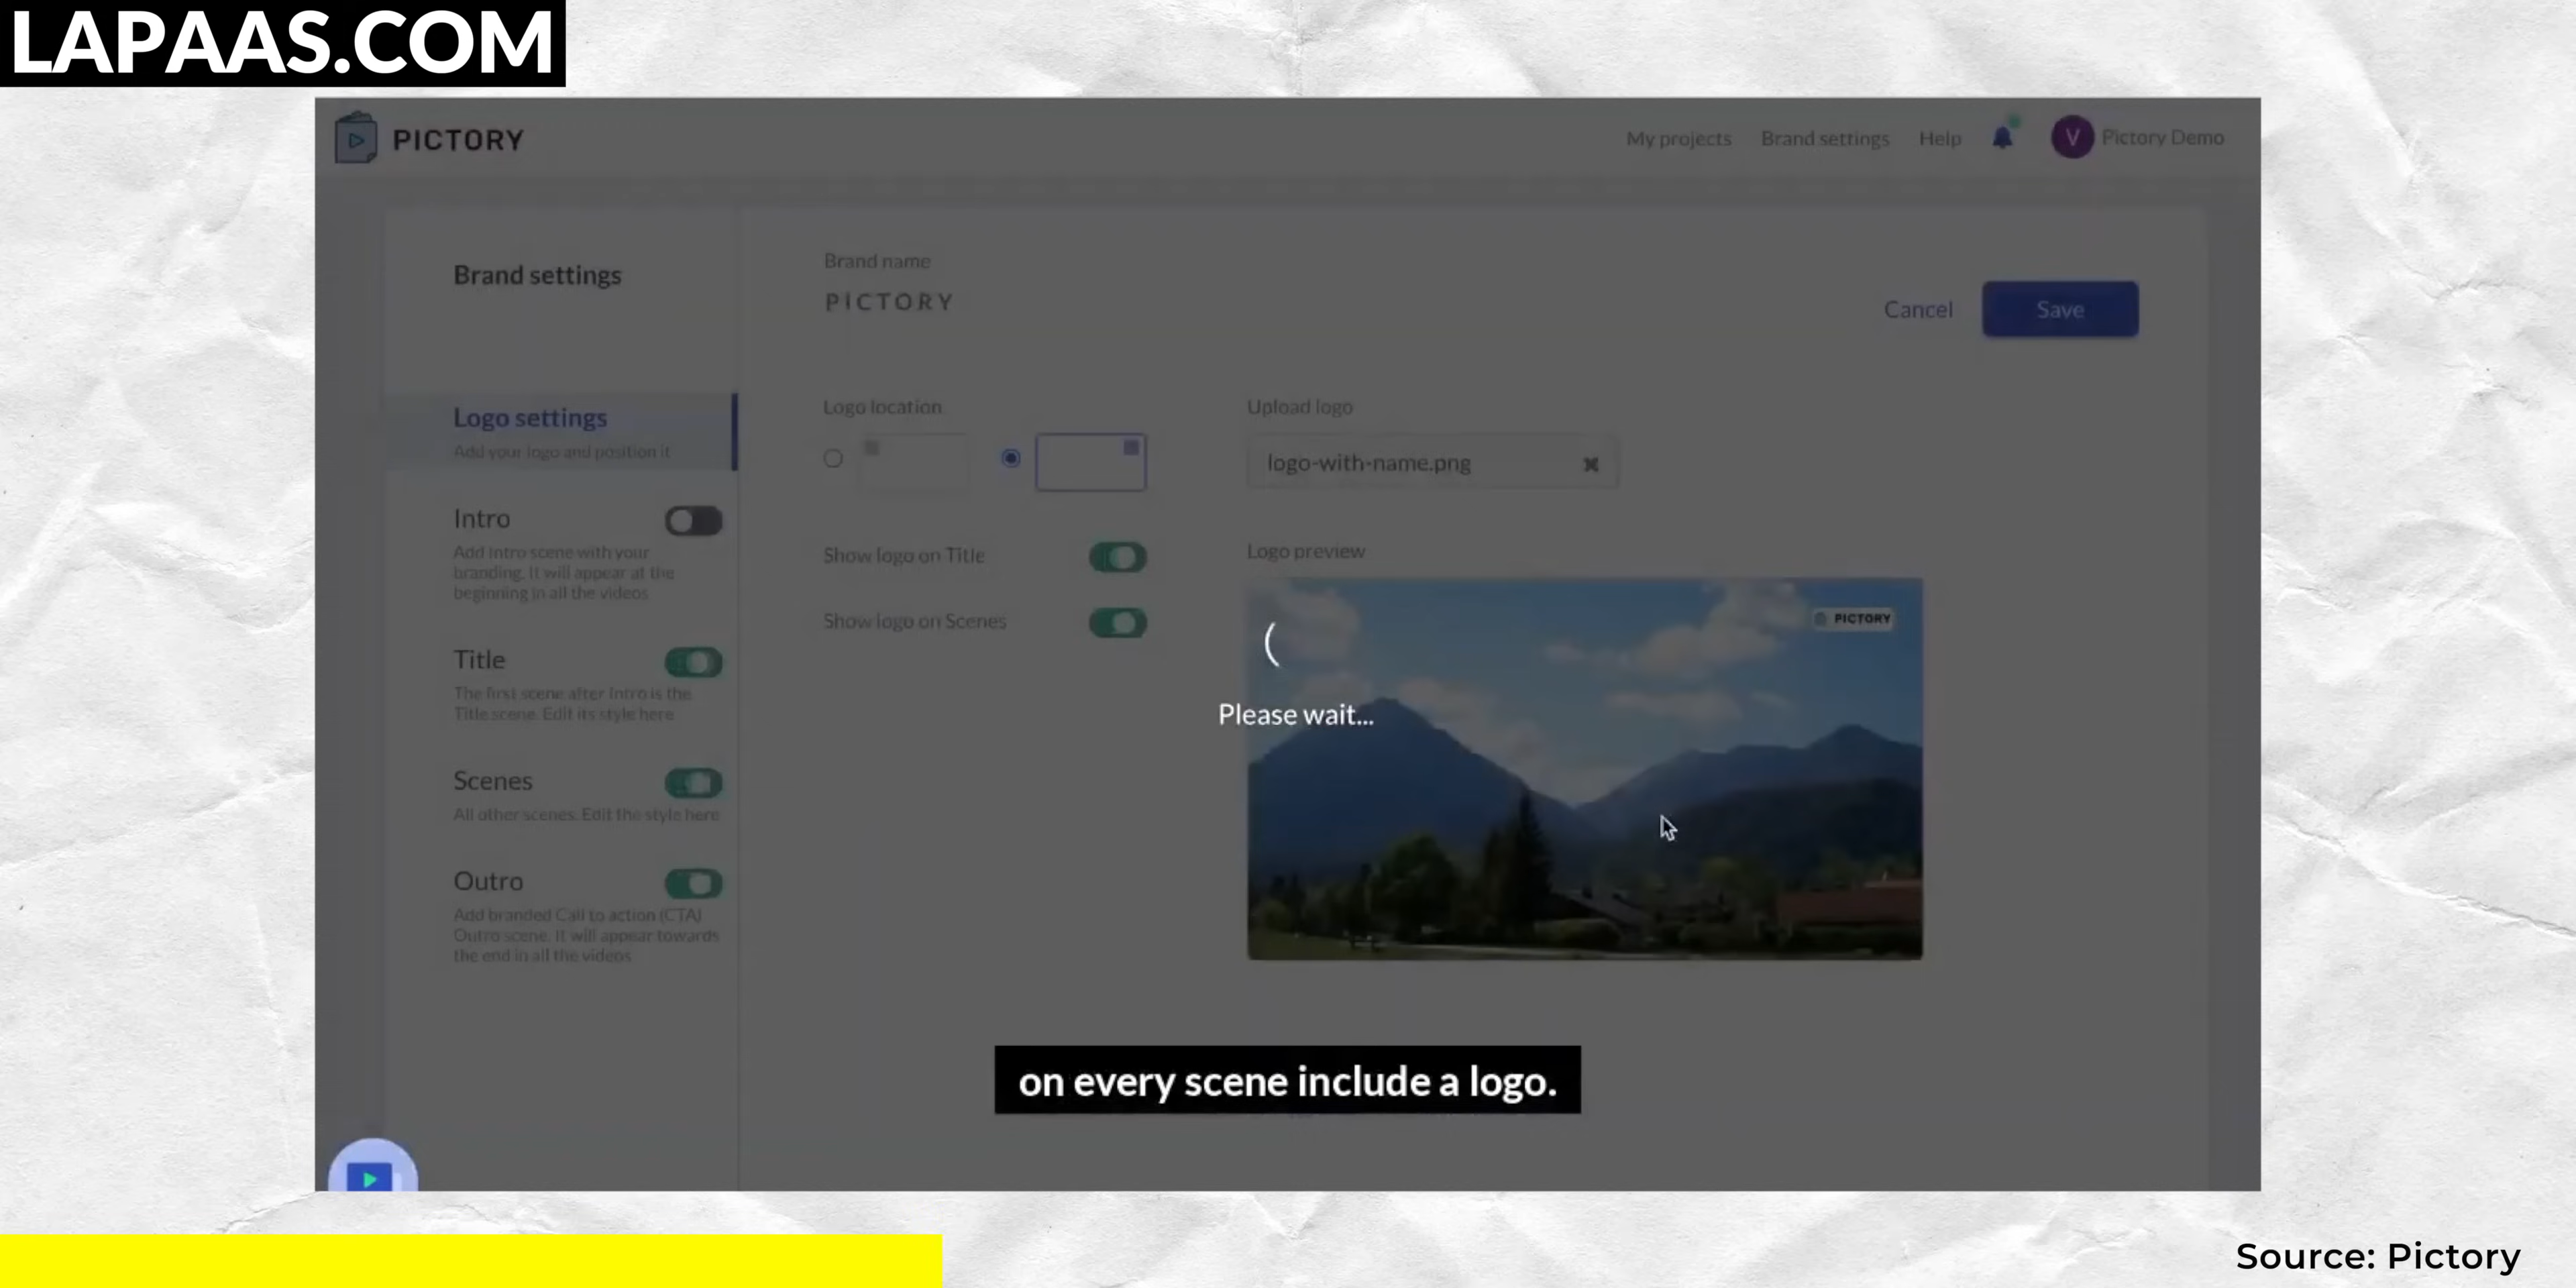 LAPAAS.COM
PICTORY
My projects
Brand settings
Help
V
Pictory Demo
Brand settings
Logo settings
Add your logo and position it
Intro
Add Intro scene with your
branding. It will appear at the
beginning in all the videos
Title
The first scene after Intro is the
Title scene. Edit its style here
Scenes
All other scenes. Edit the style here
Outro
Add branded Call to action (CTA)
Outro scene. It will appear towards
the end in all the videos
Brand name
PICTORY
Cancel
Save
Logo location
Upload logo
logo-with-name.png
Show logo on Title
Show logo on Scenes
Logo preview
PICTORY
Please wait...
on every scene include a logo.
Source: Pictory